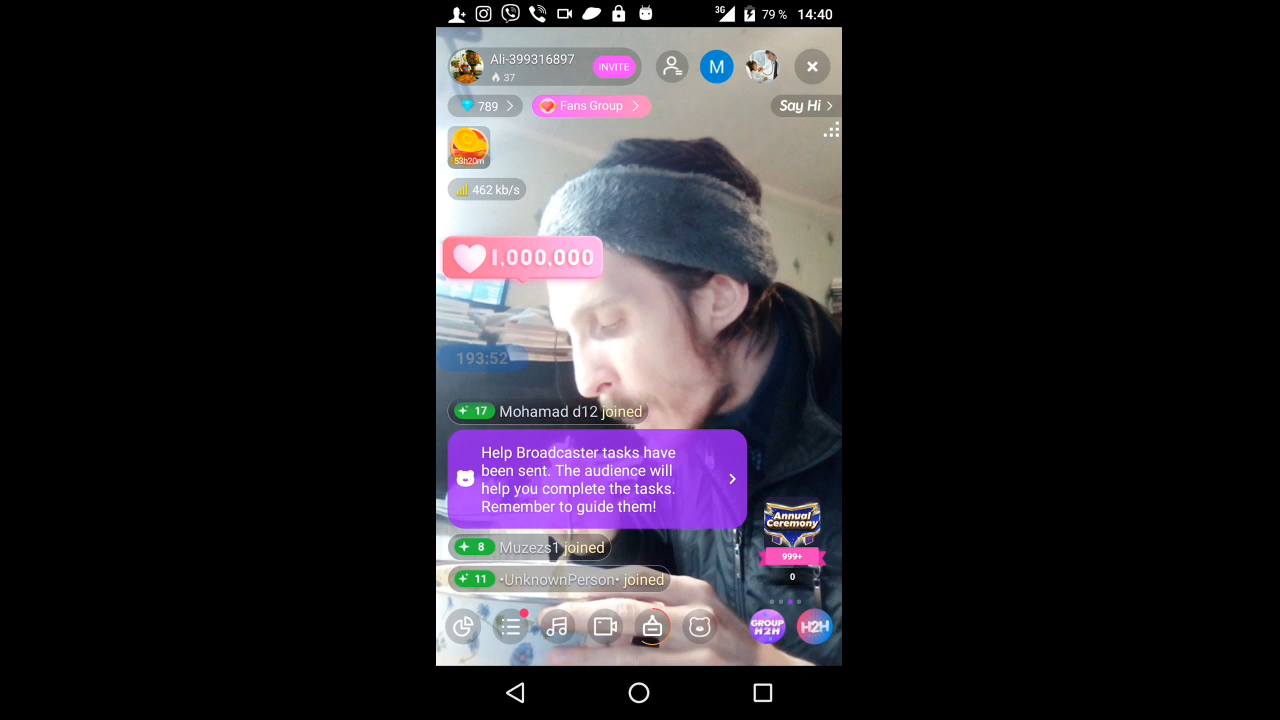 3G 79 % 14:40
Ali-399316897
37
INVITE
M
789
Fans Group
Say Hi
53h20m
462 kb/s
1,000,000
193:52
17 Mohamad d12 joined
Help Broadcaster tasks have
been sent. The audience will
help you complete the tasks.
Remember to guide them!
8 Muzezs1 joined
11 •UnknownPerson• joined
Annual
Ceremony
999+
0
GROUP
H2H
H2H